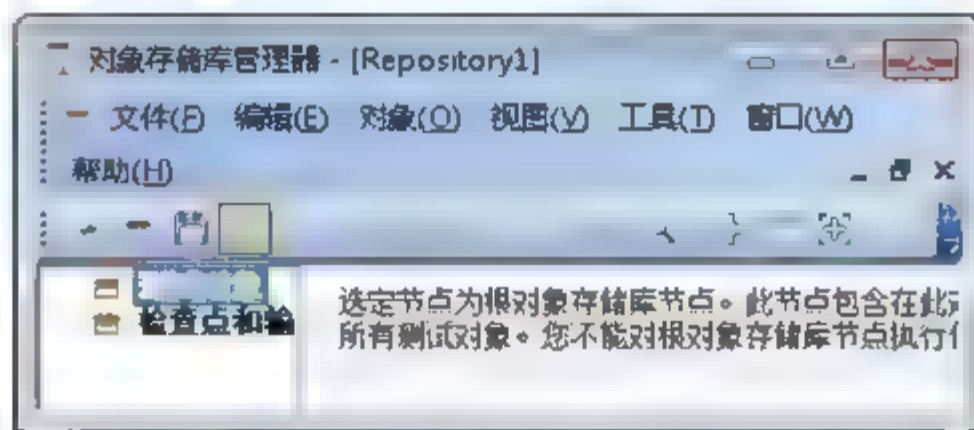 对象存储库管理器 - [Repository1]
文件(F) 编辑(E) 对象(O) 视图(V) 工具(T) 窗口(W)
帮助(H)
检查点和输
选定节点为根对象存储库节点。此节点包含在此
所有测试对象。您不能对根对象存储库节点执行